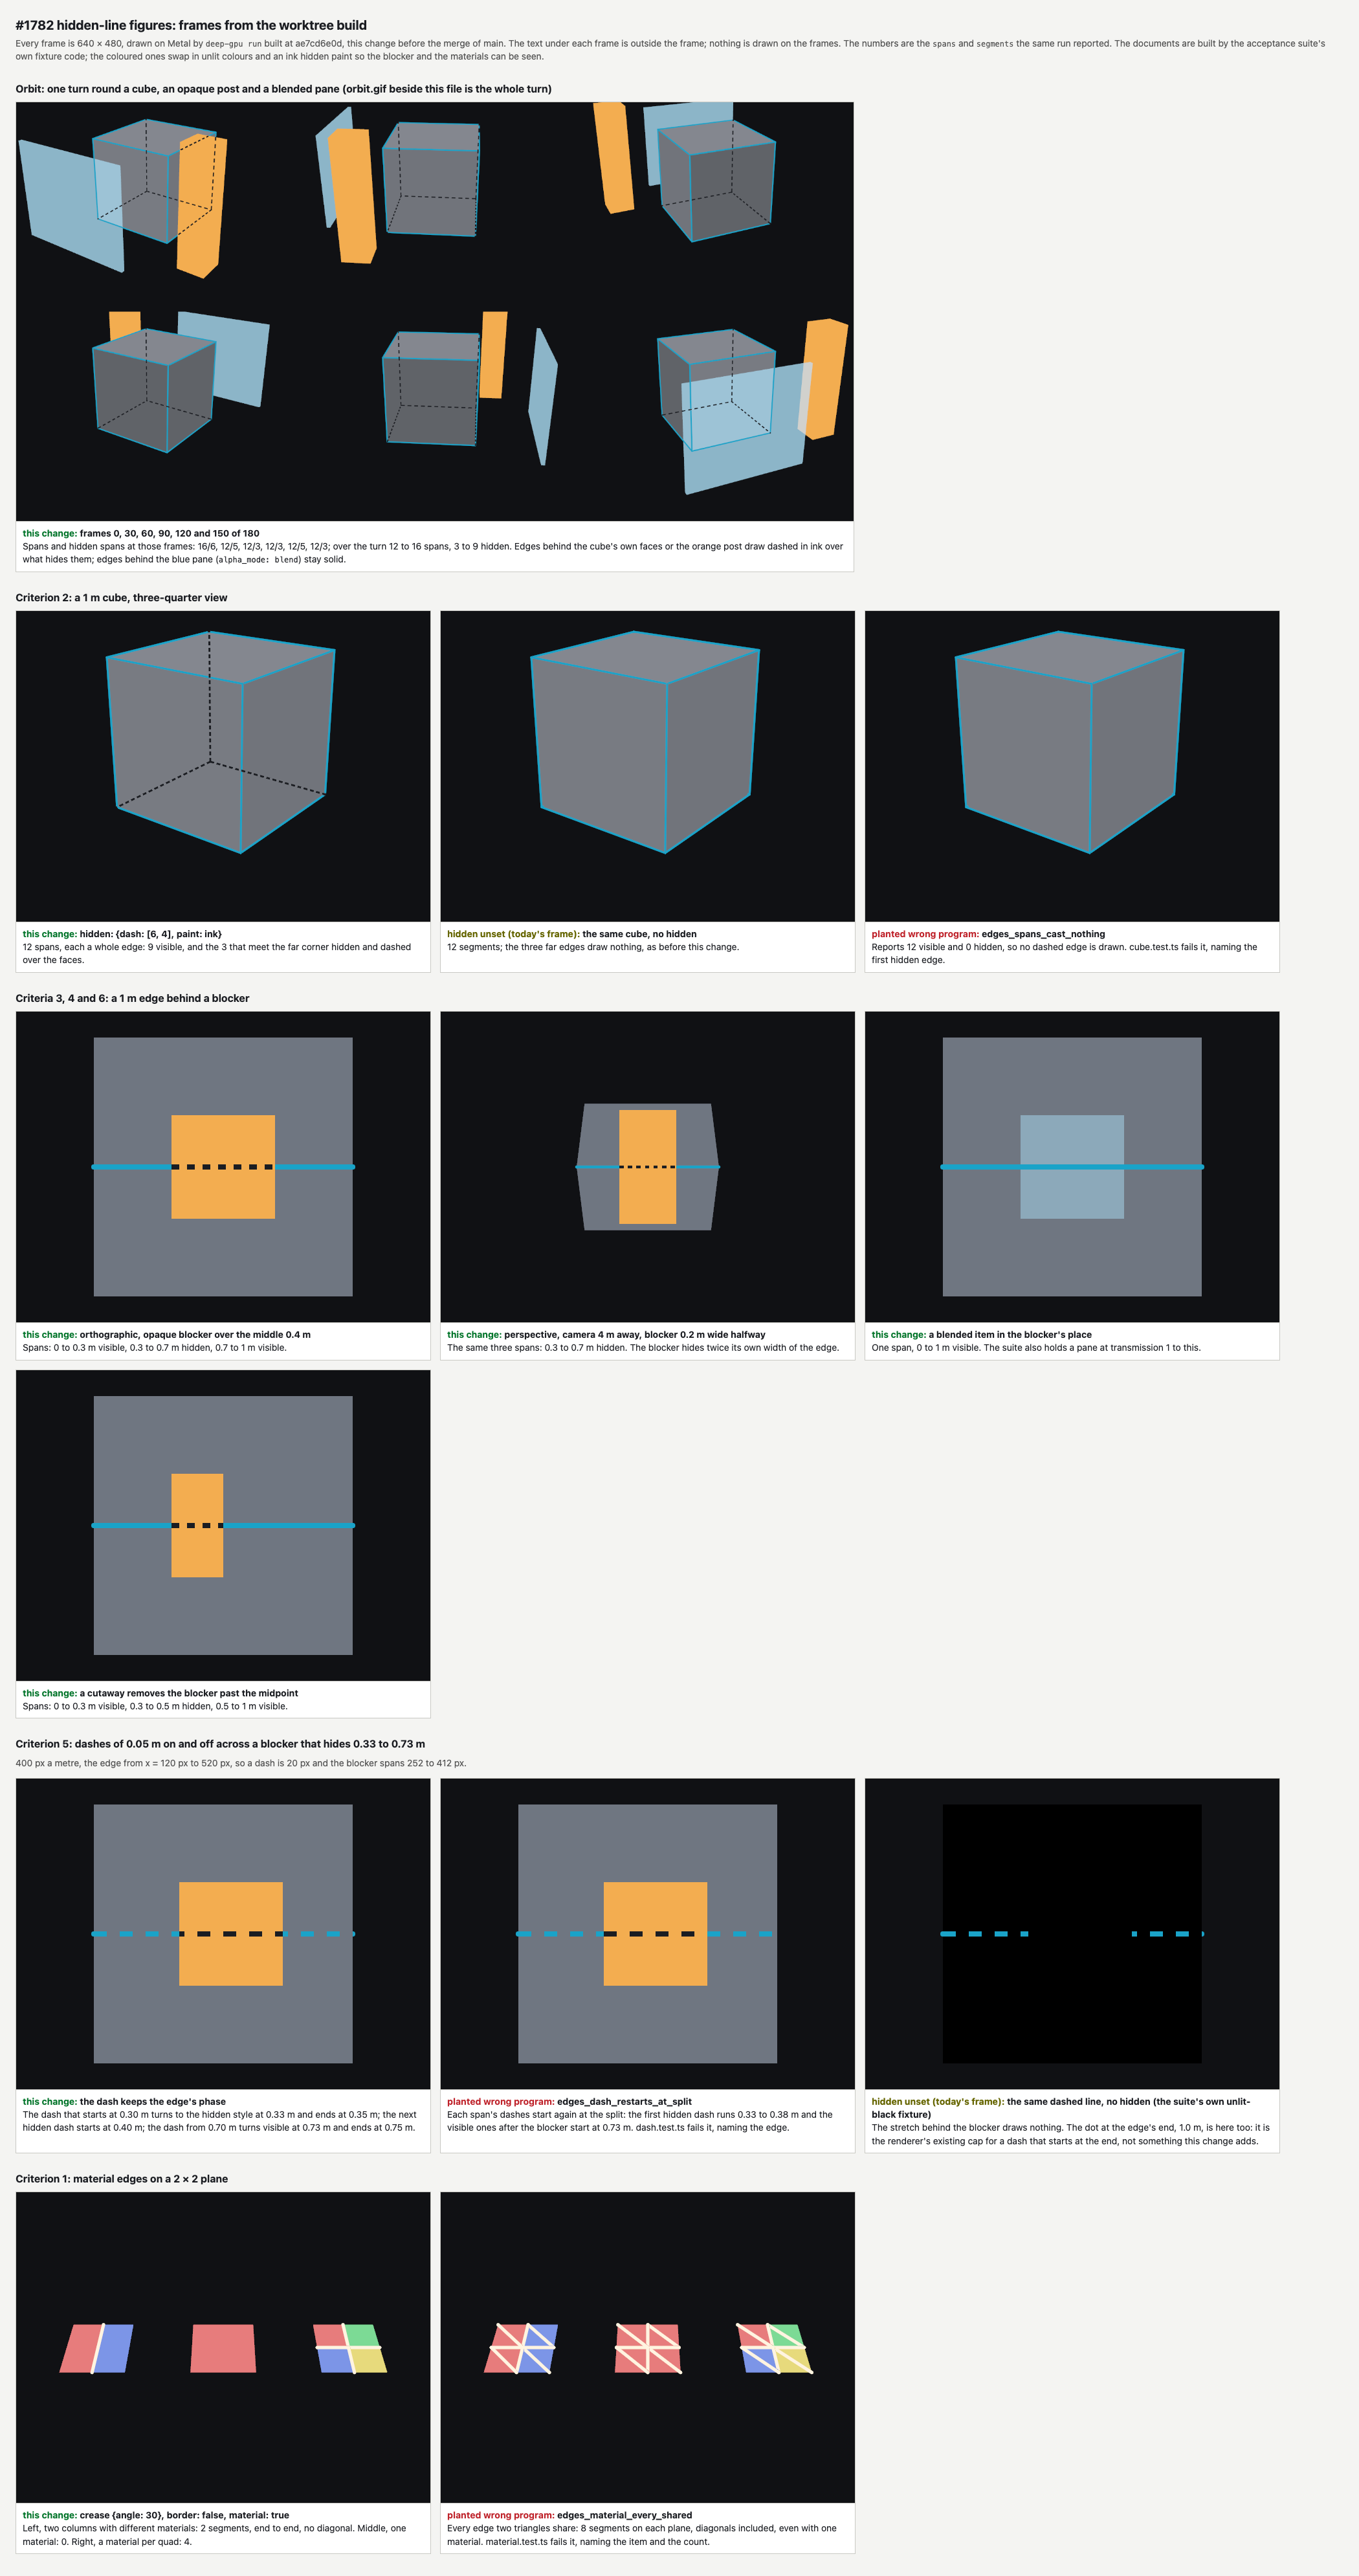 #1782 hidden-line figures: frames from the worktree build
Every frame is 640 × 480, drawn on Metal by deep-gpu run built at ae7cd6e0d, this change before the merge of main. The text under each frame is outside the frame; nothing is drawn on the frames. The numbers are the spans and segments the same run reported. The documents are built by the acceptance suite's
own fixture code; the coloured ones swap in unlit colours and an ink hidden paint so the blocker and the materials can be seen.
Orbit: one turn round a cube, an opaque post and a blended pane (orbit.gif beside this file is the whole turn)
this change: frames 0, 30, 60, 90, 120 and 150 of 180
Spans and hidden spans at those frames: 16/6, 12/5, 12/3, 12/3, 12/5, 12/3; over the turn 12 to 16 spans, 3 to 9 hidden. Edges behind the cube's own faces or the orange post draw dashed in ink over
what hides them; edges behind the blue pane (alpha_mode: blend) stay solid.
Criterion 2: a 1 m cube, three-quarter view
this change: hidden: {dash: [6, 4], paint: ink}
12 spans, each a whole edge: 9 visible, and the 3 that meet the far corner hidden and dashed
over the faces.
hidden unset (today's frame): the same cube, no hidden
12 segments; the three far edges draw nothing, as before this change.
planted wrong program: edges_spans_cast_nothing
Reports 12 visible and 0 hidden, so no dashed edge is drawn. cube.test.ts fails it, naming the
first hidden edge.
Criteria 3, 4 and 6: a 1 m edge behind a blocker
this change: orthographic, opaque blocker over the middle 0.4 m
Spans: 0 to 0.3 m visible, 0.3 to 0.7 m hidden, 0.7 to 1 m visible.
this change: perspective, camera 4 m away, blocker 0.2 m wide halfway
The same three spans: 0.3 to 0.7 m hidden. The blocker hides twice its own width of the edge.
this change: a blended item in the blocker's place
One span, 0 to 1 m visible. The suite also holds a pane at transmission 1 to this.
this change: a cutaway removes the blocker past the midpoint
Spans: 0 to 0.3 m visible, 0.3 to 0.5 m hidden, 0.5 to 1 m visible.
Criterion 5: dashes of 0.05 m on and off across a blocker that hides 0.33 to 0.73 m
400 px a metre, the edge from x = 120 px to 520 px, so a dash is 20 px and the blocker spans 252 to 412 px.
this change: the dash keeps the edge's phase
The dash that starts at 0.30 m turns to the hidden style at 0.33 m and ends at 0.35 m; the next
hidden dash starts at 0.40 m; the dash from 0.70 m turns visible at 0.73 m and ends at 0.75 m.
planted wrong program: edges_dash_restarts_at_split
Each span's dashes start again at the split: the first hidden dash runs 0.33 to 0.38 m and the
visible ones after the blocker start at 0.73 m. dash.test.ts fails it, naming the edge.
hidden unset (today's frame): the same dashed line, no hidden (the suite's own unlit-
black fixture)
The stretch behind the blocker draws nothing. The dot at the edge's end, 1.0 m, is here too: it is
the renderer's existing cap for a dash that starts at the end, not something this change adds.
Criterion 1: material edges on a 2 × 2 plane
this change: crease {angle: 30}, border: false, material: true
Left, two columns with different materials: 2 segments, end to end, no diagonal. Middle, one
material: 0. Right, a material per quad: 4.
planted wrong program: edges_material_every_shared
Every edge two triangles share: 8 segments on each plane, diagonals included, even with one
material. material.test.ts fails it, naming the item and the count.